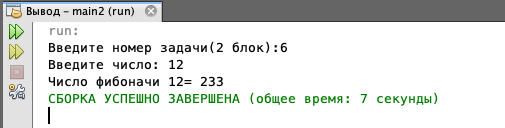 Вывод – main2 (run)
run:
Введите номер задачи(2 блок):6
Введите число: 12
Число фибоначи 12= 233
СБОРКА УСПЕШНО ЗАВЕРШЕНА (общее время: 7 секунды)